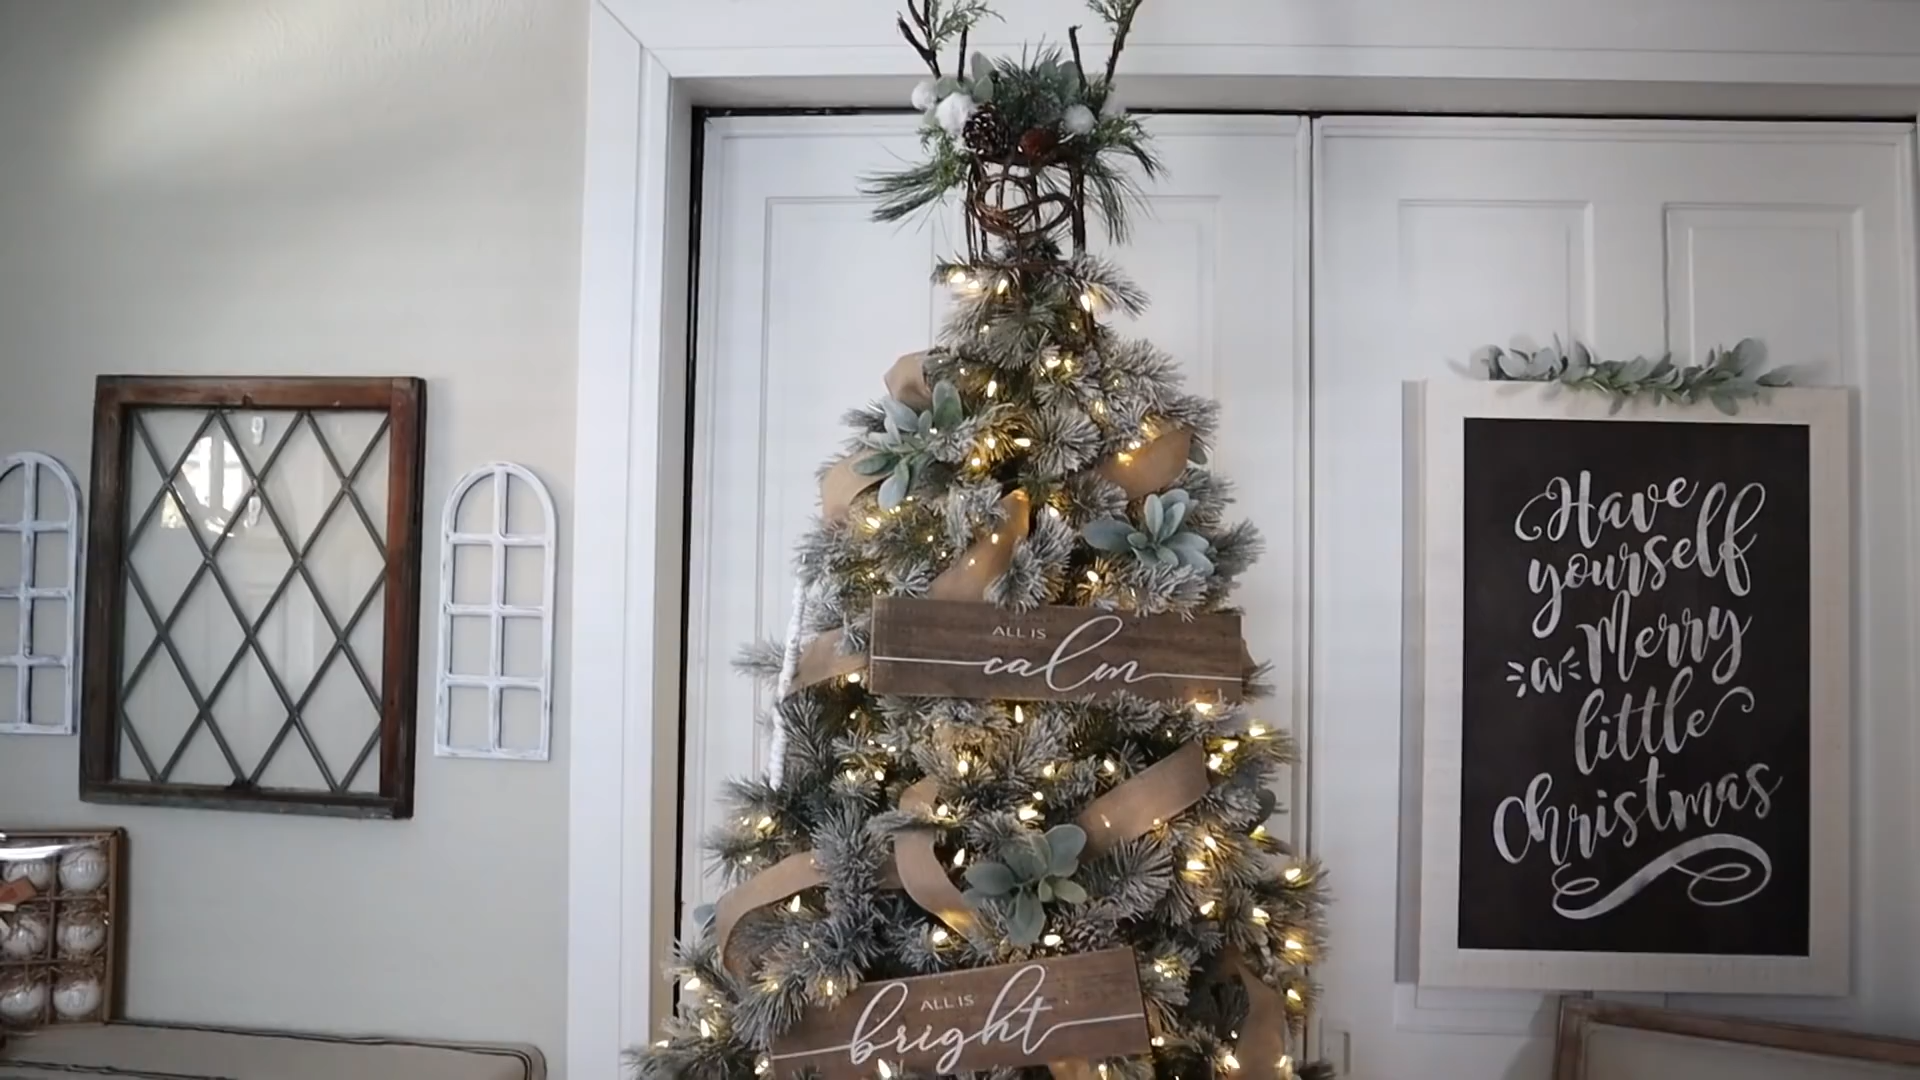 ALL IS
calm
ALL IS
bright
Have
yourself
a Merry
little
Christmas